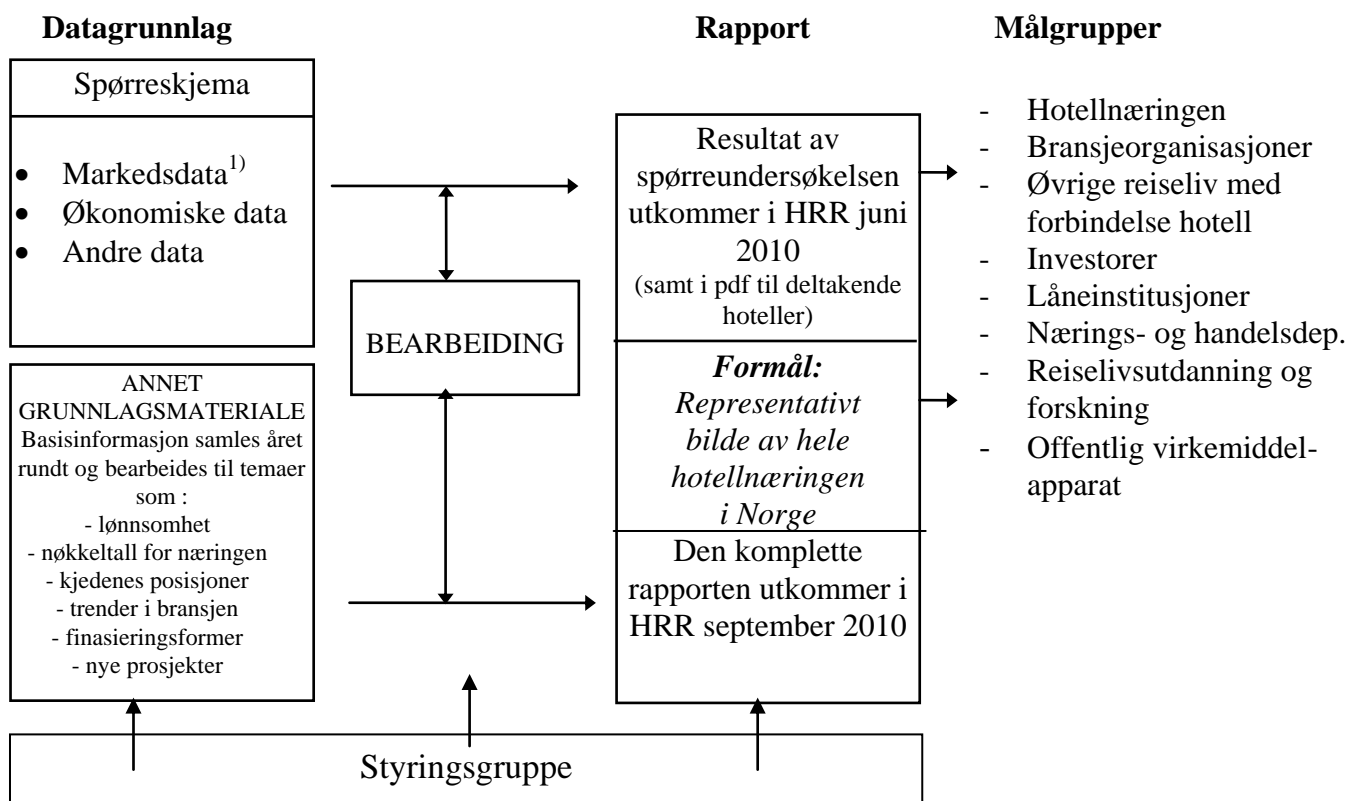 Datagrunnlag
Spørreskjema
• Markedsdata1)
• Økonomiske data
• Andre data
ANNET
GRUNNLAGSMATERIALE
Basisinformasjon samles året
rundt og bearbeides til temaer
som :
- lønnsomhet
- nøkkeltall for næringen
- kjedenes posisjoner
- trender i bransjen
- finasieringsformer
- nye prosjekter
BEARBEIDING
Rapport
Resultat av
spørreundersøkelsen
utkommer i HRR juni
2010
(samt i pdf til deltakende
hoteller)
Formål:
Representativt
bilde av hele
hotellnæringen
i Norge
Den komplette
rapporten utkommer i
HRR september 2010
Målgrupper
- Hotellnæringen
- Bransjeorganisasjoner
- Øvrige reiseliv med
forbindelse hotell
- Investorer
- Låneinstitusjoner
- Nærings- og handelsdep.
- Reiselivsutdanning og
forskning
- Offentlig virkemiddel-
apparat
Styringsgruppe